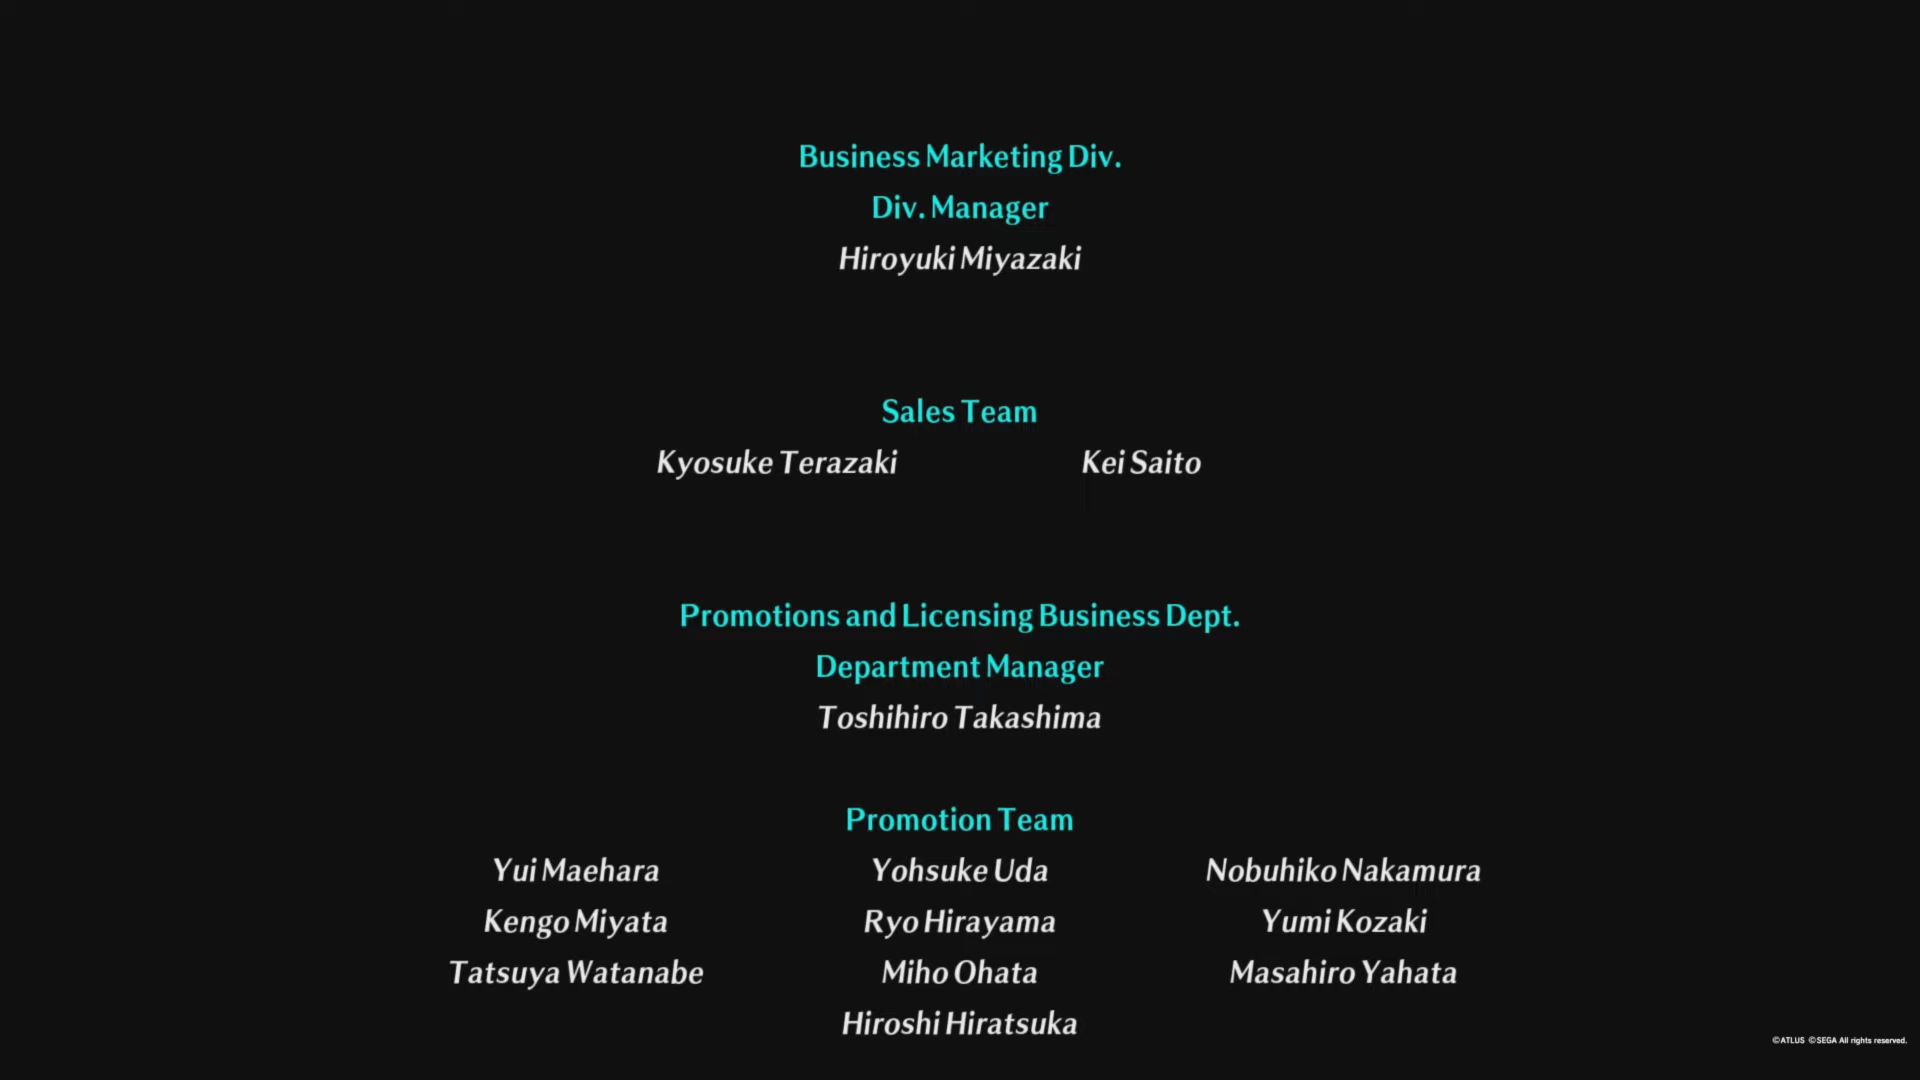 Business Marketing Div.
Div. Manager
Hiroyuki Miyazaki
Sales Team
Kyosuke Terazaki Kei Saito
Promotions and Licensing Business Dept.
Department Manager
Toshihiro Takashima
Promotion Team
Yui Maehara Yohsuke Uda Nobuhiko Nakamura
Kengo Miyata Ryo Hirayama Yumi Kozaki
Tatsuya Watanabe Miho Ohata Masahiro Yahata
Hiroshi Hiratsuka
©ATLUS ©SEGA All rights reserved.